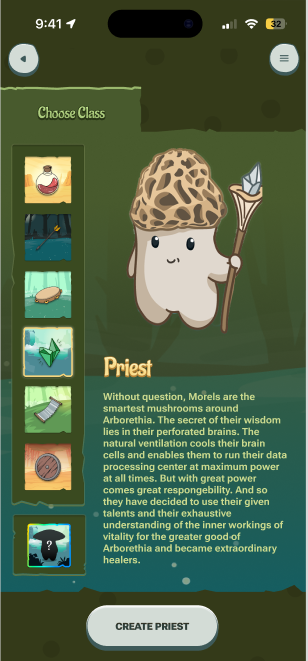 9:41
32
Choose Class
?
Priest
Without question, Morels are the
smartest mushrooms around
Arborethia. The secret of their wisdom
lies in their perforated brains. The
natural ventilation cools their brain
cells and enables them to run their data
processing center at maximum power
at all times. But with great power
comes great respongebility. And so
they have decided to use their given
talents and their exhaustive
understanding of the inner workings of
vitality for the greater good of
Arborethia and became extraordinary
healers.
CREATE PRIEST